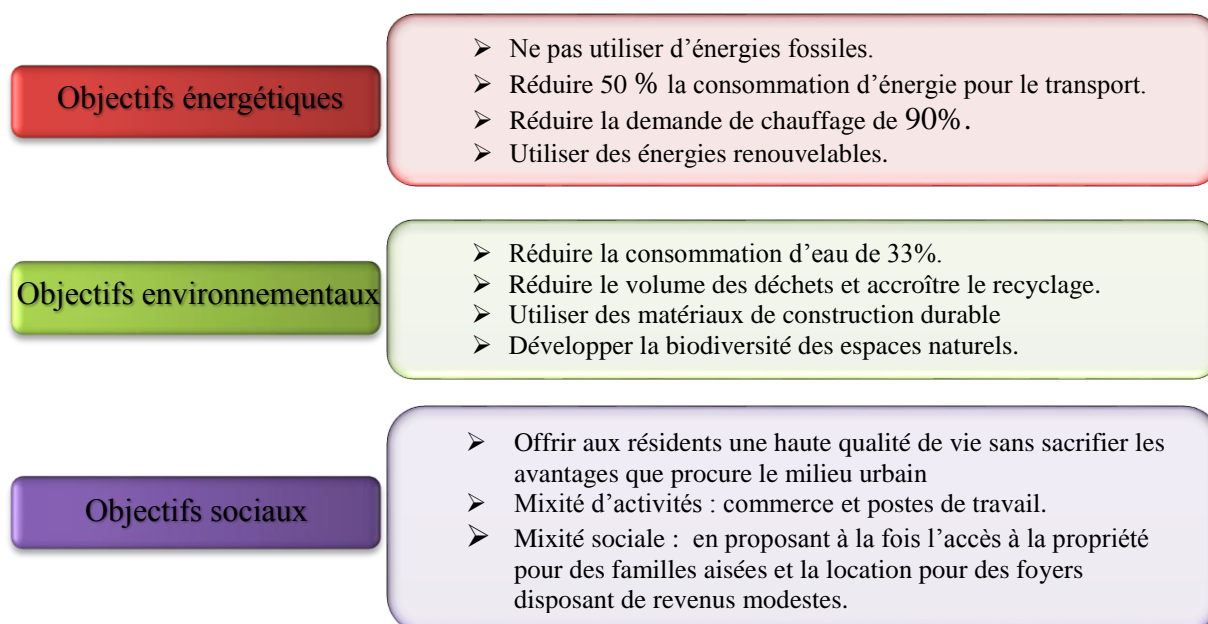 Objectifs énergétiques
➢ Ne pas utiliser d’énergies fossiles.
➢ Réduire 50 % la consommation d’énergie pour le transport.
➢ Réduire la demande de chauffage de 90%.
➢ Utiliser des énergies renouvelables.
Objectifs environnementaux
➢ Réduire la consommation d’eau de 33%.
➢ Réduire le volume des déchets et accroître le recyclage.
➢ Utiliser des matériaux de construction durable
➢ Développer la biodiversité des espaces naturels.
Objectifs sociaux
➢ Offrir aux résidents une haute qualité de vie sans sacrifier les
avantages que procure le milieu urbain
➢ Mixité d’activités : commerce et postes de travail.
➢ Mixité sociale : en proposant à la fois l’accès à la propriété
pour des familles aisées et la location pour des foyers
disposant de revenus modestes.